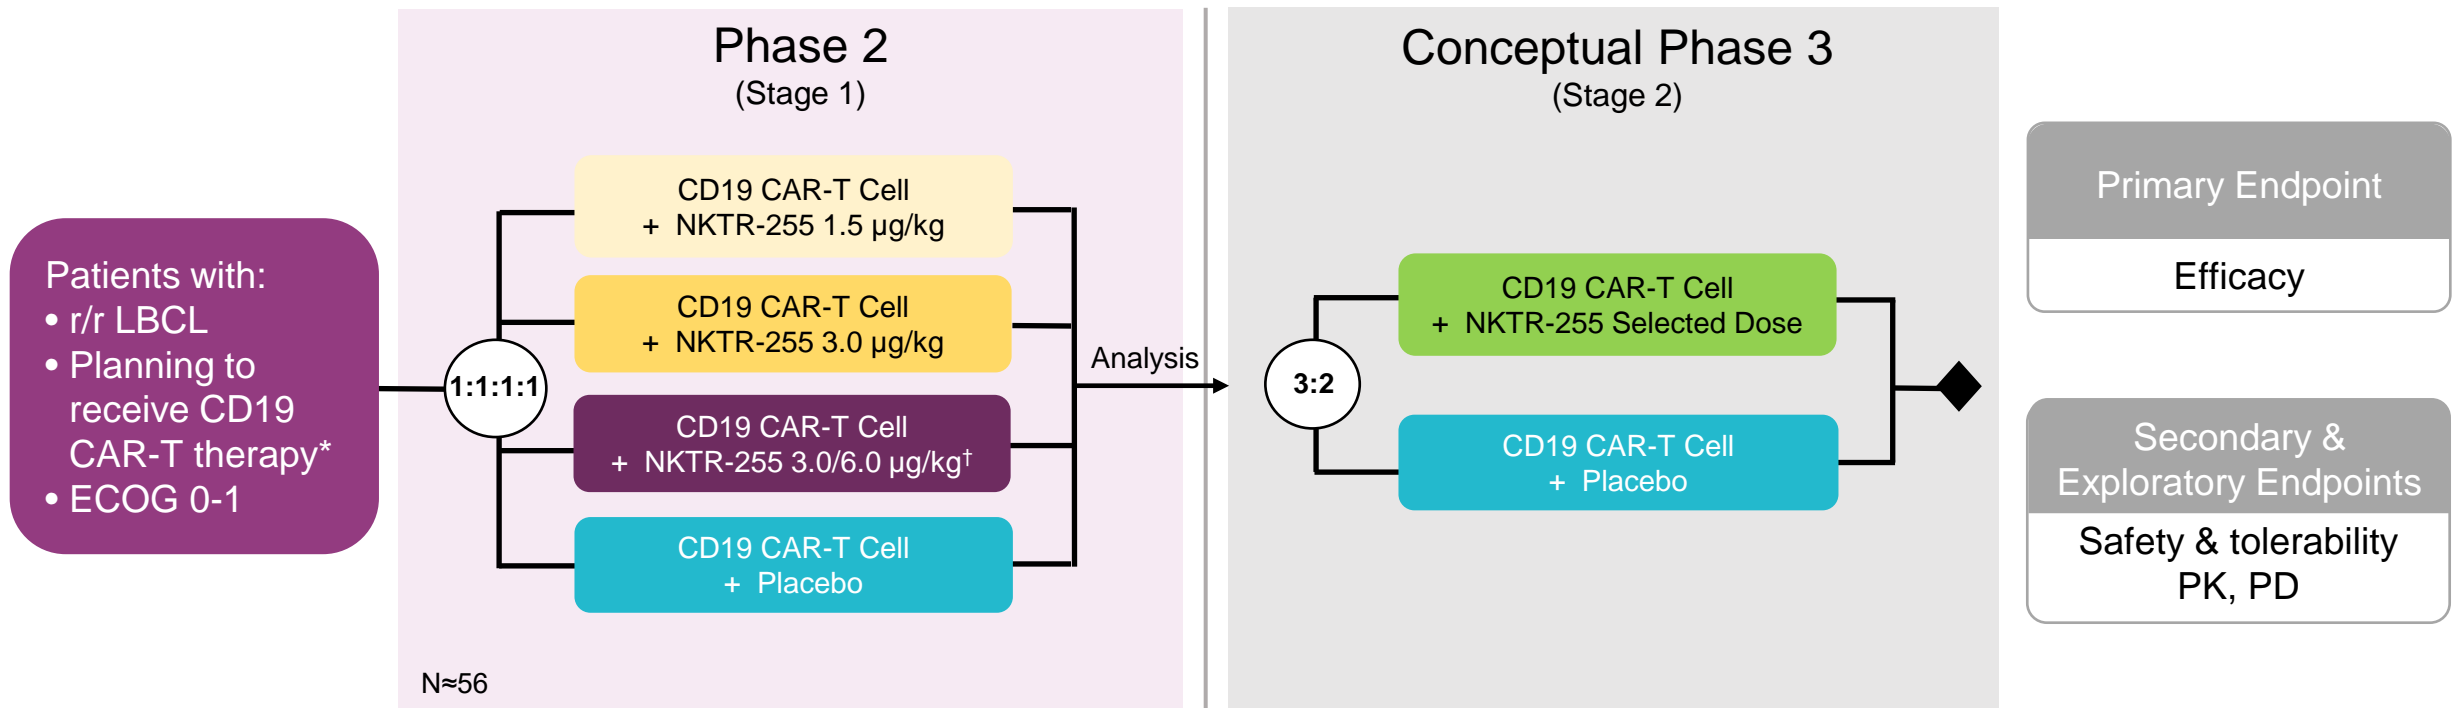 Patients with:
• r/r LBCL
• Planning to
receive CD19
CAR-T therapy*
• ECOG 0-1
Phase 2
(Stage 1)
1:1:1:1
CD19 CAR-T Cell
+ NKTR-255 1.5 µg/kg
CD19 CAR-T Cell
+ NKTR-255 3.0 µg/kg
CD19 CAR-T Cell
+ NKTR-255 3.0/6.0 µg/kg†
CD19 CAR-T Cell
+ Placebo
N≈56
Analysis
Conceptual Phase 3
(Stage 2)
3:2
CD19 CAR-T Cell
+ NKTR-255 Selected Dose
CD19 CAR-T Cell
+ Placebo
Primary Endpoint
Efficacy
Secondary &
Exploratory Endpoints
Safety & tolerability
PK, PD